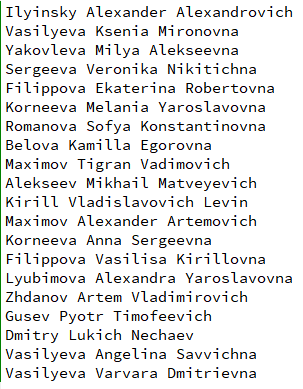 Ilyinsky Alexander Alexandrovich
Vasilyeva Ksenia Mironovna
Yakovleva Milya Alekseevna
Sergeeva Veronika Nikitichna
Filippova Ekaterina Robertovna
Korneeva Melania Yaroslavovna
Romanova Sofya Konstantinovna
Belova Kamilla Egorovna
Maximov Tigran Vadimovich
Alekseev Mikhail Matveyevich
Kirill Vladislavovich Levin
Maximov Alexander Artemovich
Korneeva Anna Sergeevna
Filippova Vasilisa Kirillovna
Lyubimova Alexandra Yaroslavovna
Zhdanov Artem Vladimirovich
Gusev Pyotr Timofeevich
Dmitry Lukich Nechaev
Vasilyeva Angelina Savvichna
Vasilyeva Varvara Dmitrievna